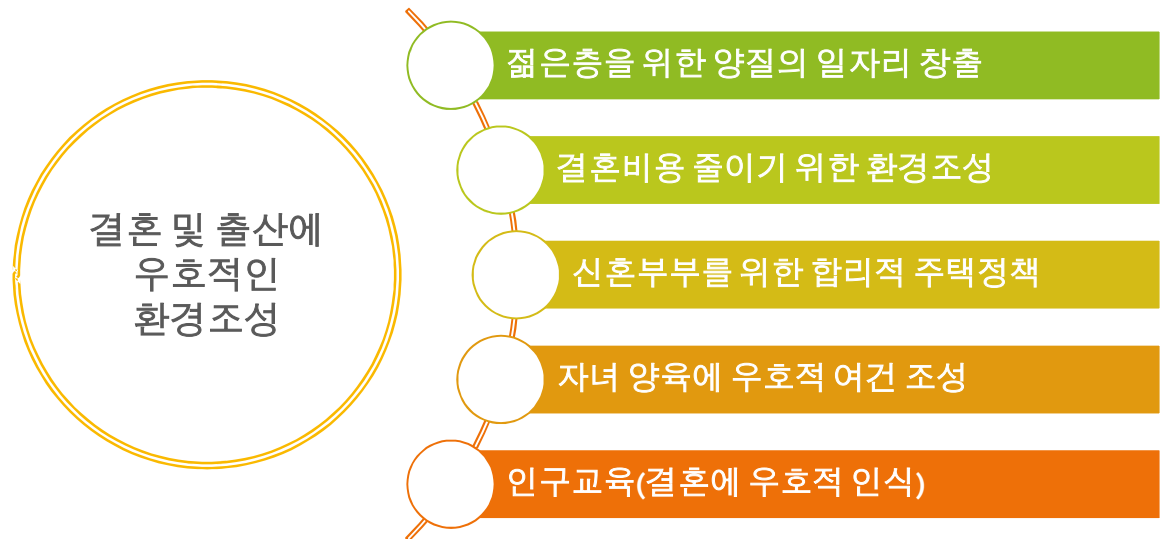 결혼 및 출산에
우호적인
환경조성
젊은층을 위한 양질의 일자리 창출
결혼비용 줄이기 위한 환경조성
신혼부부를 위한 합리적 주택정책
자녀 양육에 우호적 여건 조성
인구교육(결혼에 우호적 인식)